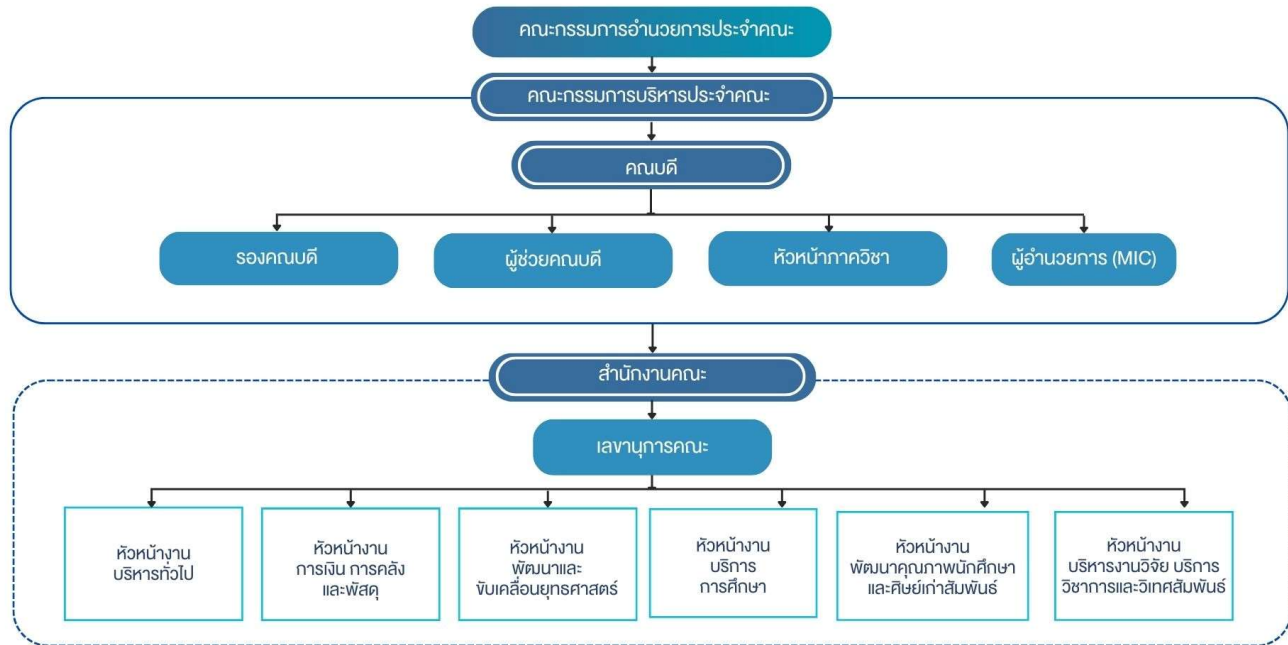 คณะกรรมการอำนวยการประจำคณะ
คณะกรรมการบริหารประจำคณะ
คณบดี
รองคณบดี
ผู้ช่วยคณบดี
หัวหน้าภาควิชา
ผู้อำนวยการ (MIC)
สำนักงานคณะ
เลขานุการคณะ
หัวหน้างาน
บริหารทั่วไป
หัวหน้างาน
การเงิน การคลัง
และพัสดุ
หัวหน้างาน
พัฒนาและ
ขับเคลื่อนยุทธศาสตร์
หัวหน้างาน
บริการ
การศึกษา
หัวหน้างาน
พัฒนาคุณภาพนักศึกษา
และศิษย์เก่าสัมพันธ์
หัวหน้างาน
บริหารงานวิจัย บริการ
วิชาการและวิเทศสัมพันธ์